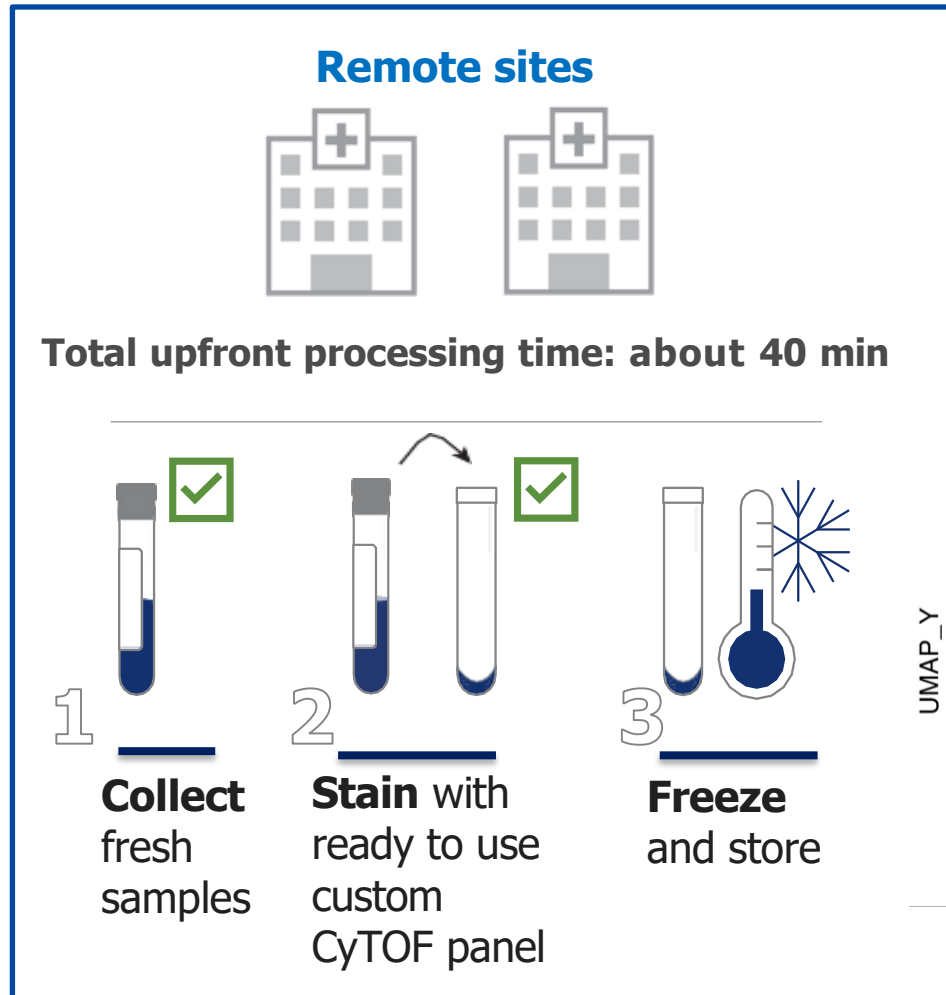 Remote sites
Total upfront processing time: about 40 min
1
2
3
Collect
fresh
samples
Stain with
ready to use
custom
CyTOF panel
Freeze
and store
UMAP_Y